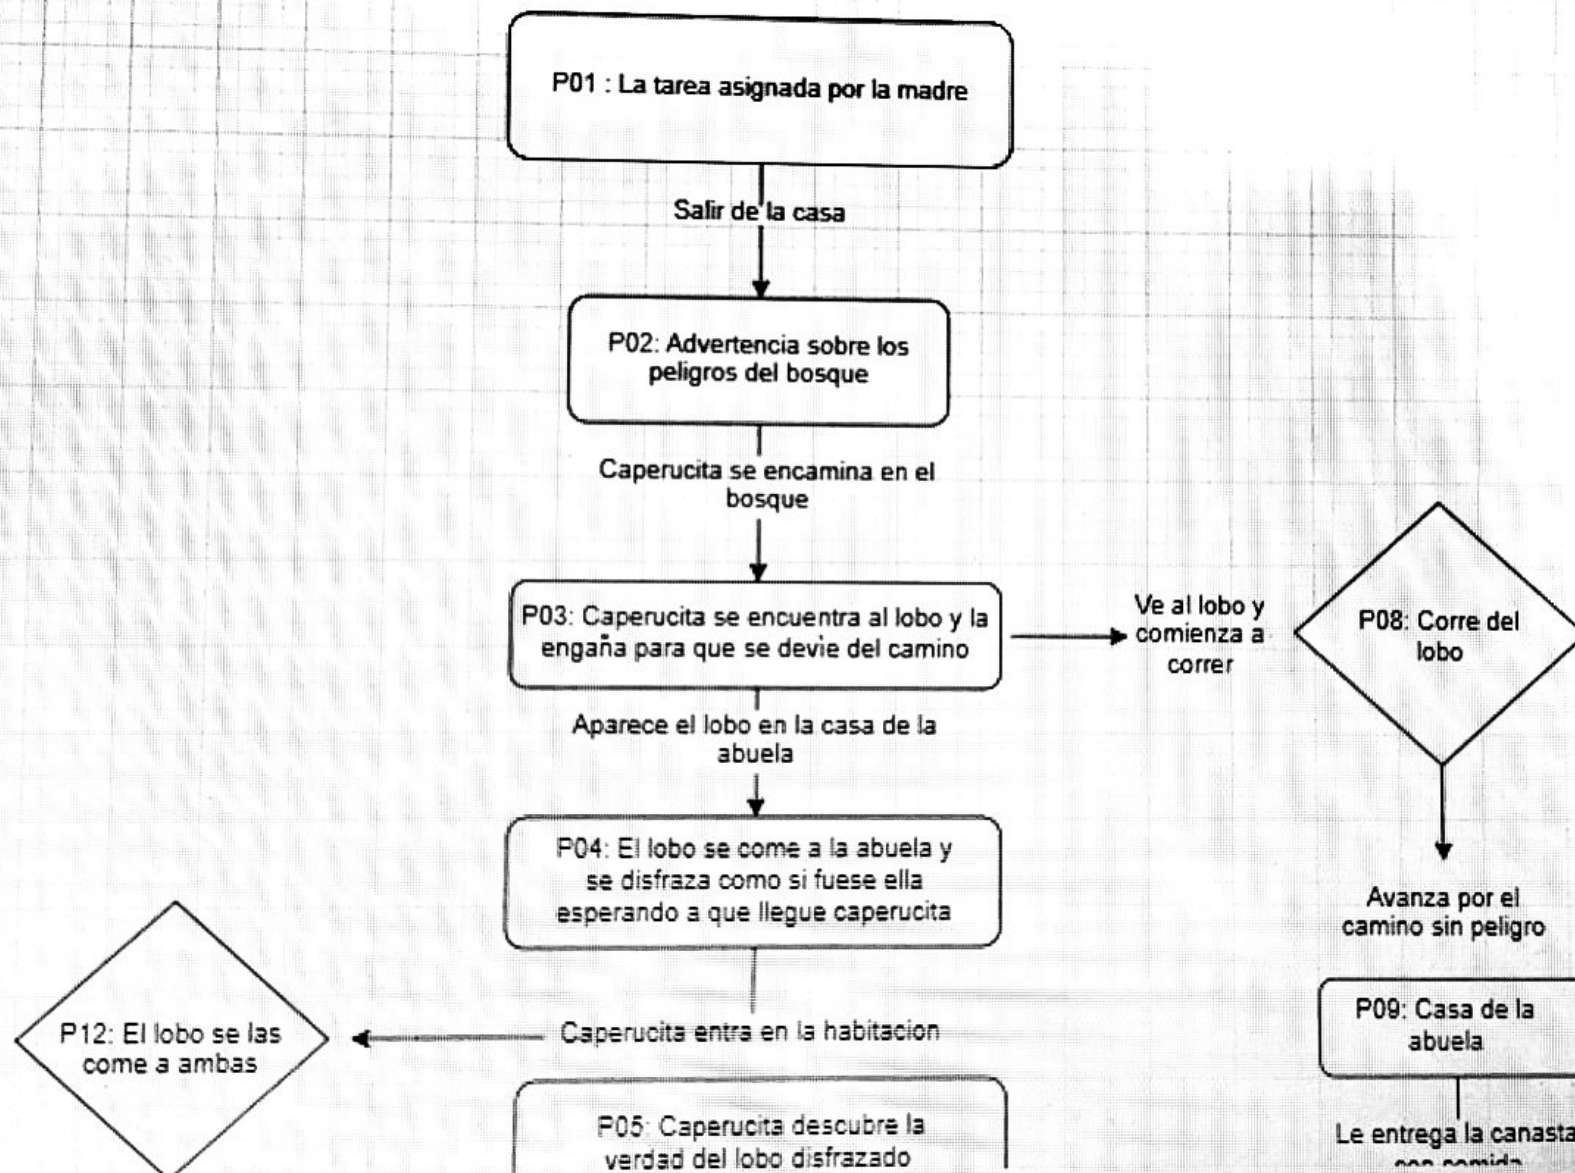 P01 : La tarea asignada por la madre
Salir de la casa
P02: Advertencia sobre los
peligros del bosque
Caperucita se encamina en el
bosque
P03: Caperucita se encuentra al lobo y la
engaña para que se devie del camino
Ve al lobo y
comienza a
correr
P08: Corre del
lobo
Aparece el lobo en la casa de la
abuela
P04: El lobo se come a la abuela y
se disfraza como si fuese ella
esperando a que llegue caperucita
Avanza por el
camino sin peligro
P12: El lobo se las
come a ambas
Caperucita entra en la habitacion
P09: Casa de la
abuela
P05: Caperucita descubre la
verdad del lobo disfrazado
Le entrega la canasta
con comida